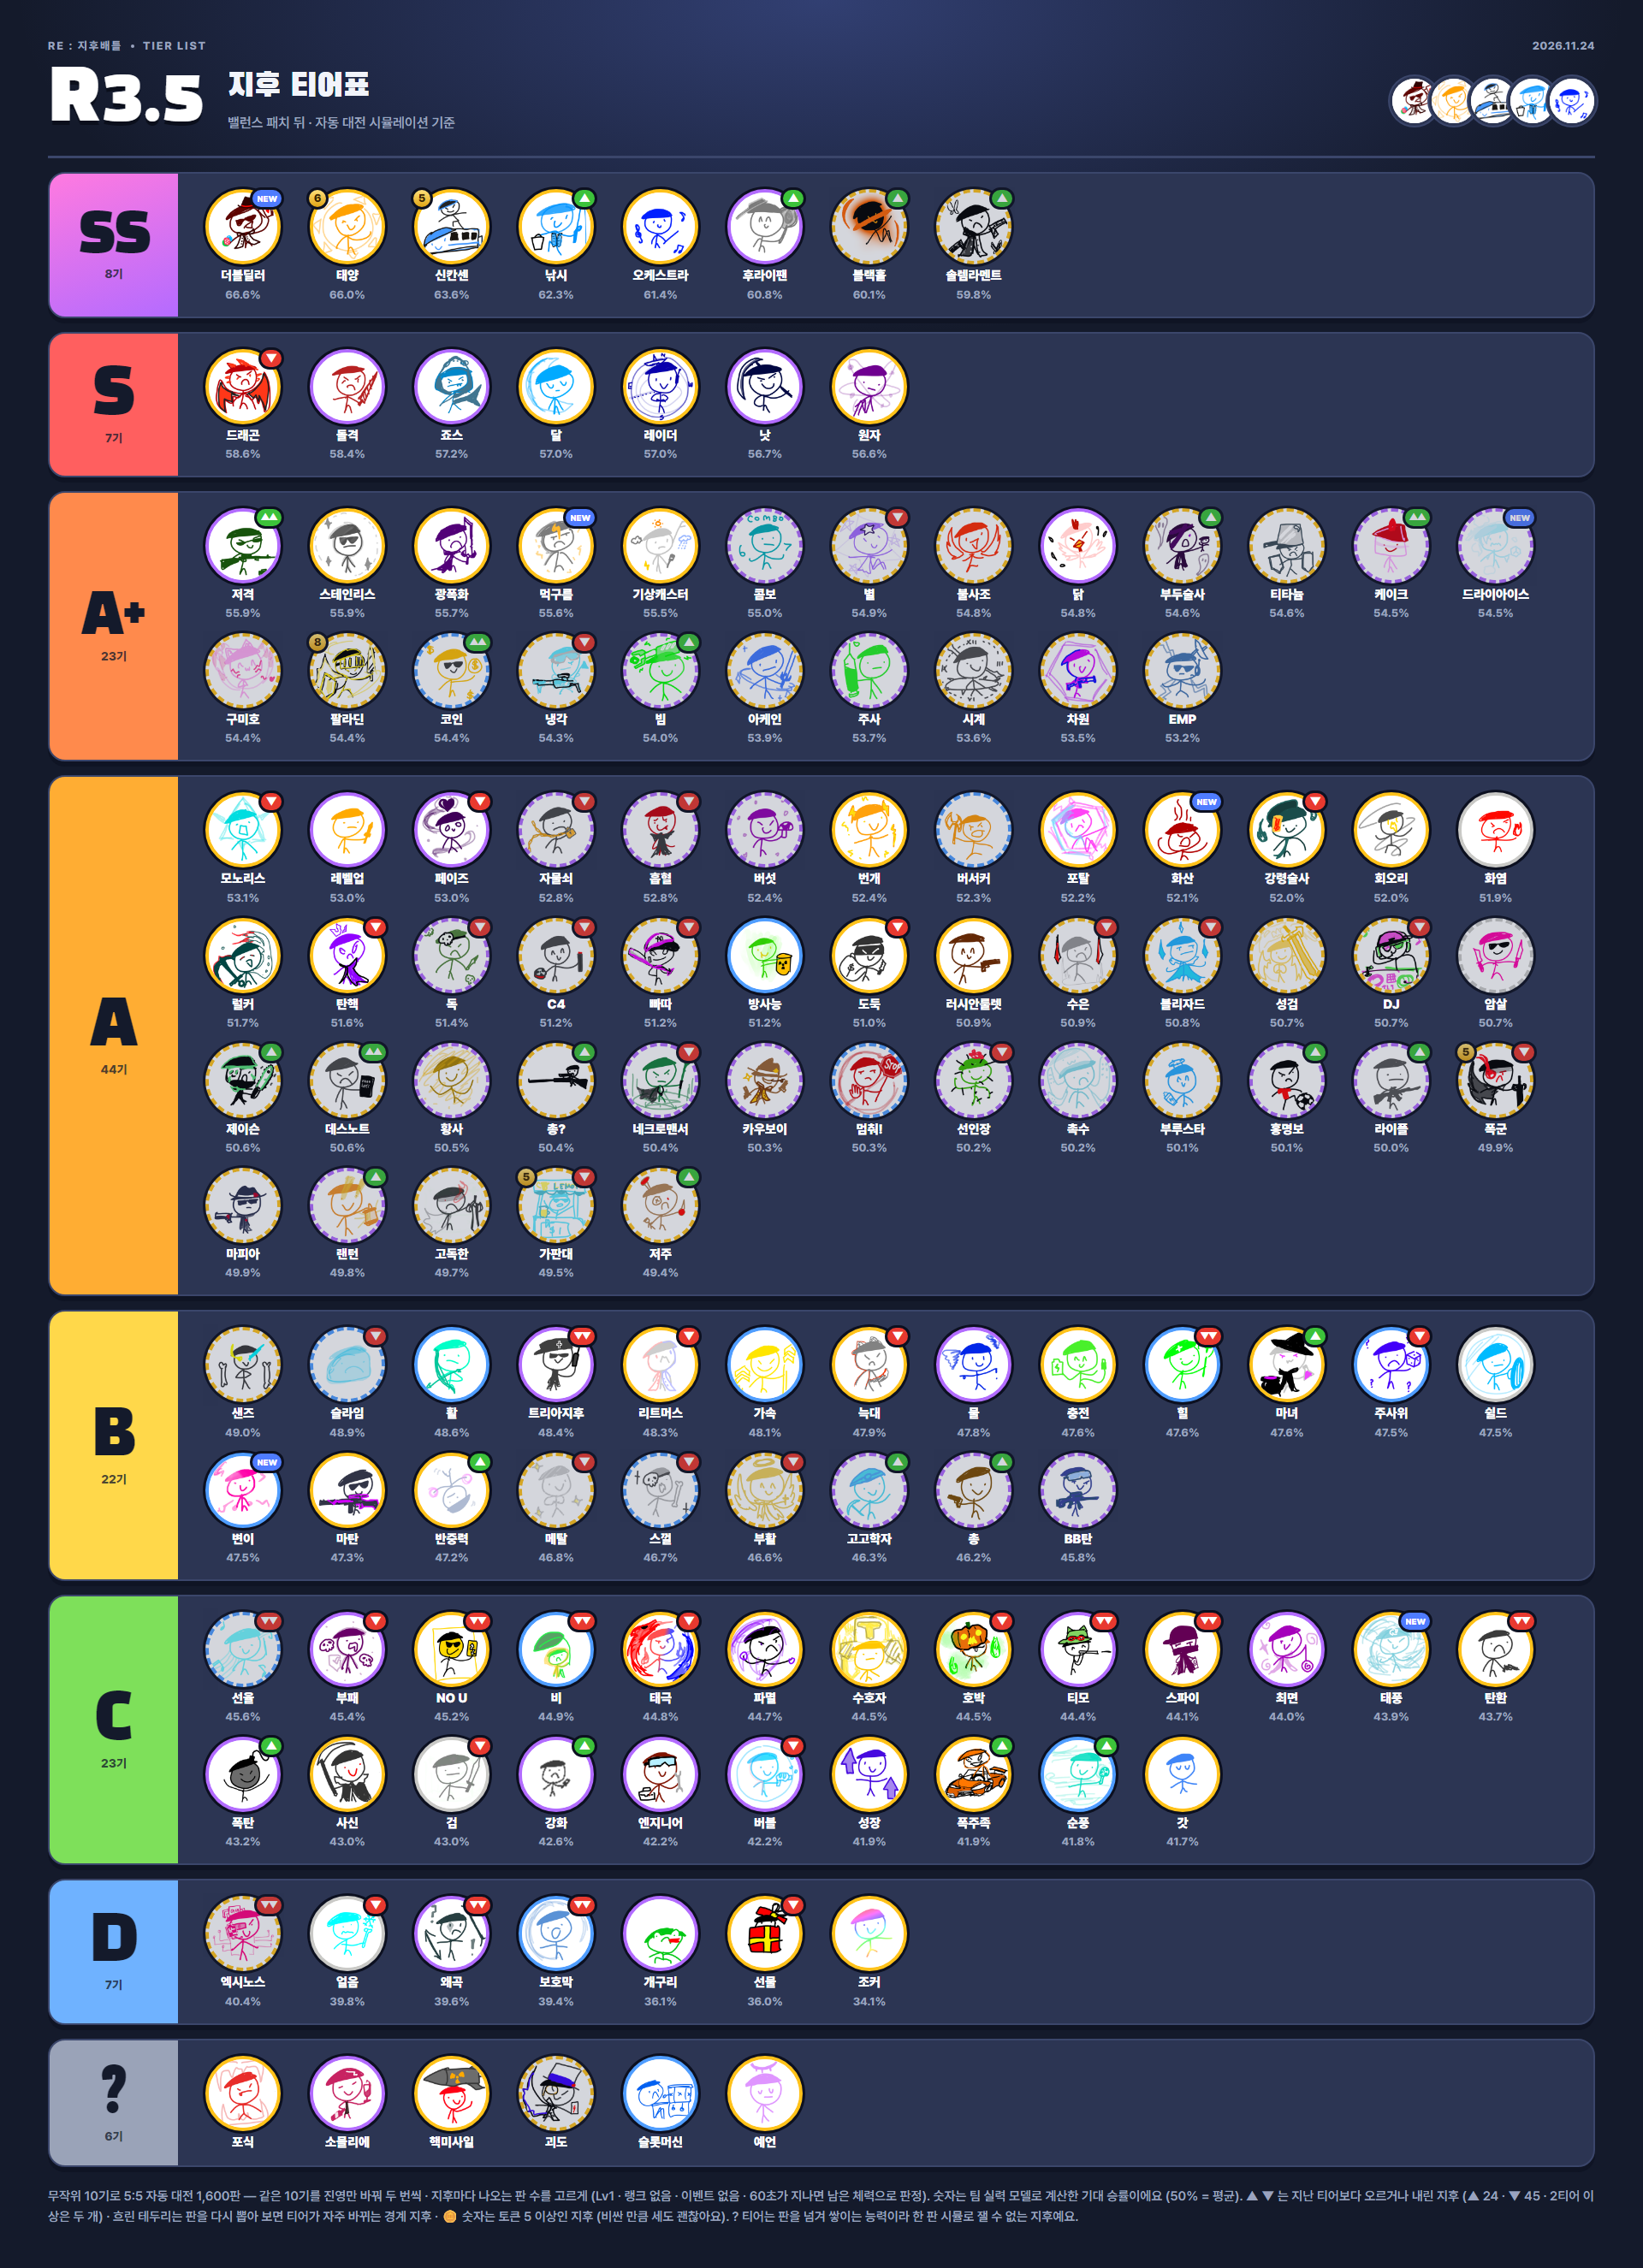 RE : 지후배틀 • TIER LIST
2026.11.24
R3.5 지후 티어표
밸런스 패치 뒤 · 자동 대전 시뮬레이션 기준
SS
8기
NEW 6 5
더블딜러 태양 신칸센 낚시 오케스트라 후라이팬 블랙홀 솔렘라멘트
66.6% 66.0% 63.6% 62.3% 61.4% 60.8% 60.1% 59.8%
S
7기
드래곤 돌격 죠스 달 레이더 낫 원자
58.6% 58.4% 57.2% 57.0% 57.0% 56.7% 56.6%
A+
23기
NEW COMBO NEW
저격 스테인리스 광폭화 먹구름 기상캐스터 콤보 별 불사조 닭 부두술사 티타늄 케이크 드라이아이스
55.9% 55.9% 55.7% 55.6% 55.5% 55.0% 54.9% 54.8% 54.8% 54.6% 54.6% 54.5% 54.5%
8
구미호 팔라딘 코인 냉각 빔 아케인 주사 시계 차원 EMP
54.4% 54.4% 54.4% 54.3% 54.0% 53.9% 53.7% 53.6% 53.5% 53.2%
A
44기
NEW
모노리스 레벨업 페이즈 자물쇠 흡혈 버섯 번개 버서커 포탈 화산 강령술사 회오리 화염
53.1% 53.0% 53.0% 52.8% 52.8% 52.4% 52.4% 52.3% 52.2% 52.1% 52.0% 52.0% 51.9%
럴커 탄핵 독 C4 빠따 방사능 도둑 러시안룰렛 수은 블리자드 성검 DJ 암살
51.7% 51.6% 51.4% 51.2% 51.2% 51.2% 51.0% 50.9% 50.9% 50.8% 50.7% 50.7% 50.7%
STOP 5
제이슨 데스노트 황사 총? 네크로맨서 카우보이 멈춰! 선인장 촉수 부루스타 홍명보 라이플 폭군
50.6% 50.6% 50.5% 50.4% 50.4% 50.3% 50.3% 50.2% 50.2% 50.1% 50.1% 50.0% 49.9%
5
마피아 랜턴 고독한 가판대 저주
49.9% 49.8% 49.7% 49.5% 49.4%
B
22기
샌즈 슬라임 활 트리아지후 리트머스 가속 늑대 물 충전 힐 마녀 주사위 쉴드
49.0% 48.9% 48.6% 48.4% 48.3% 48.1% 47.9% 47.8% 47.6% 47.6% 47.6% 47.5% 47.5%
NEW
변이 마탄 반중력 메탈 스컬 부활 고고학자 총 BB탄
47.5% 47.3% 47.2% 46.8% 46.7% 46.6% 46.3% 46.2% 45.8%
C
23기
NEW
선율 부패 NO U 비 태극 파멸 수호자 호박 티모 스파이 최면 태풍 탄환
45.6% 45.4% 45.2% 44.9% 44.8% 44.7% 44.5% 44.5% 44.4% 44.1% 44.0% 43.9% 43.7%
폭탄 사신 검 강화 엔지니어 버블 성장 폭주족 순풍 갓
43.2% 43.0% 43.0% 42.6% 42.2% 42.2% 41.9% 41.9% 41.8% 41.7%
D
7기
엑시노스 얼음 왜곡 보호막 개구리 선물 조커
40.4% 39.8% 39.6% 39.4% 36.1% 36.0% 34.1%
?
6기
포식 소믈리에 핵미사일 괴도 슬롯머신 예언
무작위 10기로 5:5 자동 대전 1,600판 — 같은 10기를 진영만 바꿔 두 번씩 · 지후마다 나오는 판 수를 고르게 (Lv1 · 랭크 없음 · 이벤트 없음 · 60초가 지나면 남은 체력으로 판정). 숫자는 팀 실력 모델로 계산한 기대 승률이에요 (50% = 평균). ▲ ▼ 는 지난 티어보다 오르거나 내린 지후 (▲ 24 · ▼ 45 · 2티어 이
상은 두 개) · 흐린 테두리는 판을 다시 뽑아 보면 티어가 자주 바뀌는 경계 지후 · 숫자는 토큰 5 이상인 지후 (비싼 만큼 세도 괜찮아요). ? 티어는 판을 넘겨 쌓이는 능력이라 한 판 시뮬로 잴 수 없는 지후예요.